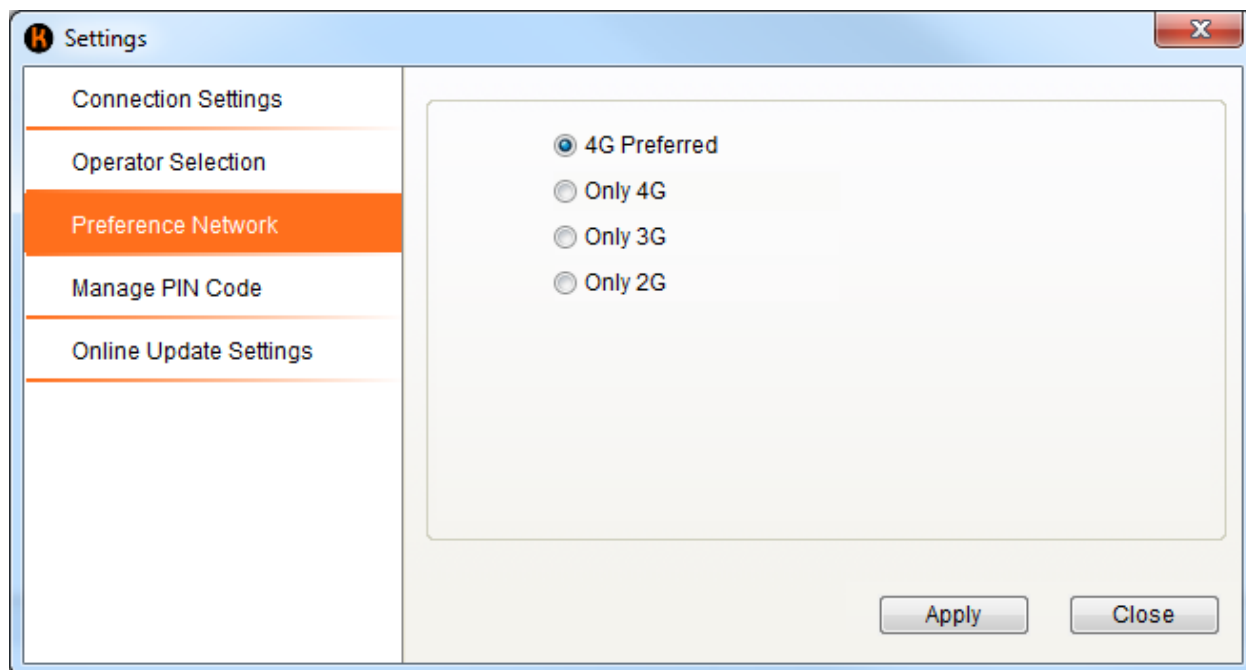 Settings
Connection Settings
Operator Selection
Preference Network
Manage PIN Code
Online Update Settings
4G Preferred
Only 4G
Only 3G
Only 2G
Apply
Close